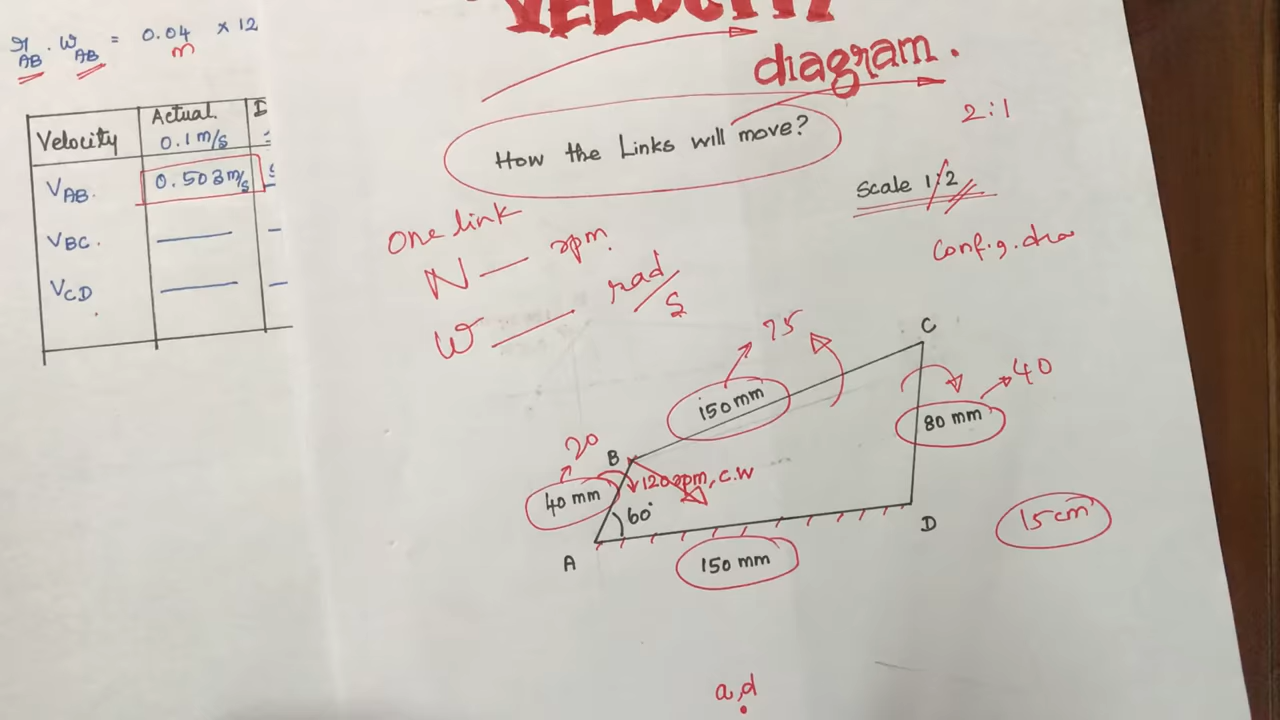 r_AB . ω_AB = 0.04 × 12
m
Velocity
Actual.
0.1 m/s
V_AB.
0.503 m/s
V_BC.
V_CD
VELOCITY
diagram.
How the Links will move?
2:1
Scale 1/2
One link
N — rpm.
ω — rad/s
75
C
150 mm
40
80 mm
20
B
120 rpm, C.W
40 mm
60°
15 cm
A
D
150 mm
a,d